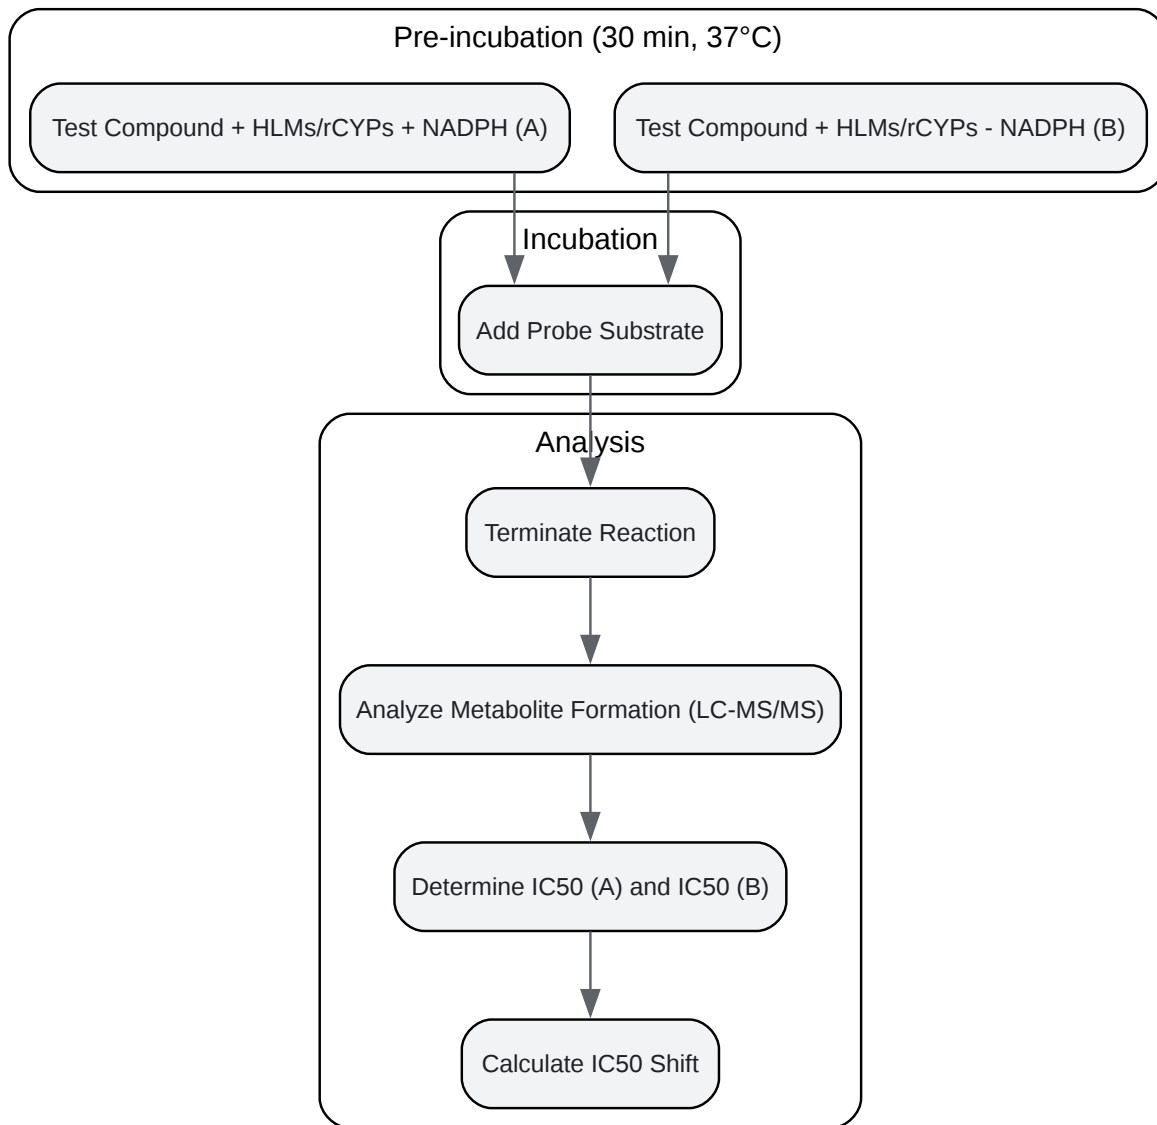 Pre-incubation (30 min, 37°C)
Test Compound + HLMs/rCYPs + NADPH (A)
Test Compound + HLMs/rCYPs - NADPH (B)
Incubation
Add Probe Substrate
Analysis
Terminate Reaction
Analyze Metabolite Formation (LC-MS/MS)
Determine IC50 (A) and IC50 (B)
Calculate IC50 Shift